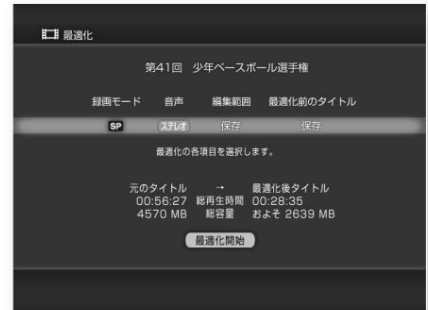 最適化
第41回 少年ベースボール選手権
録画モード 音声 編集範囲 最適化前のタイトル
SP ステレオ 保存 保存
最適化の各項目を選択します。
元のタイトル → 最適化後タイトル
00:56:27 総再生時間 00:28:35
4570 MB 総容量 およそ 2639 MB
最適化開始